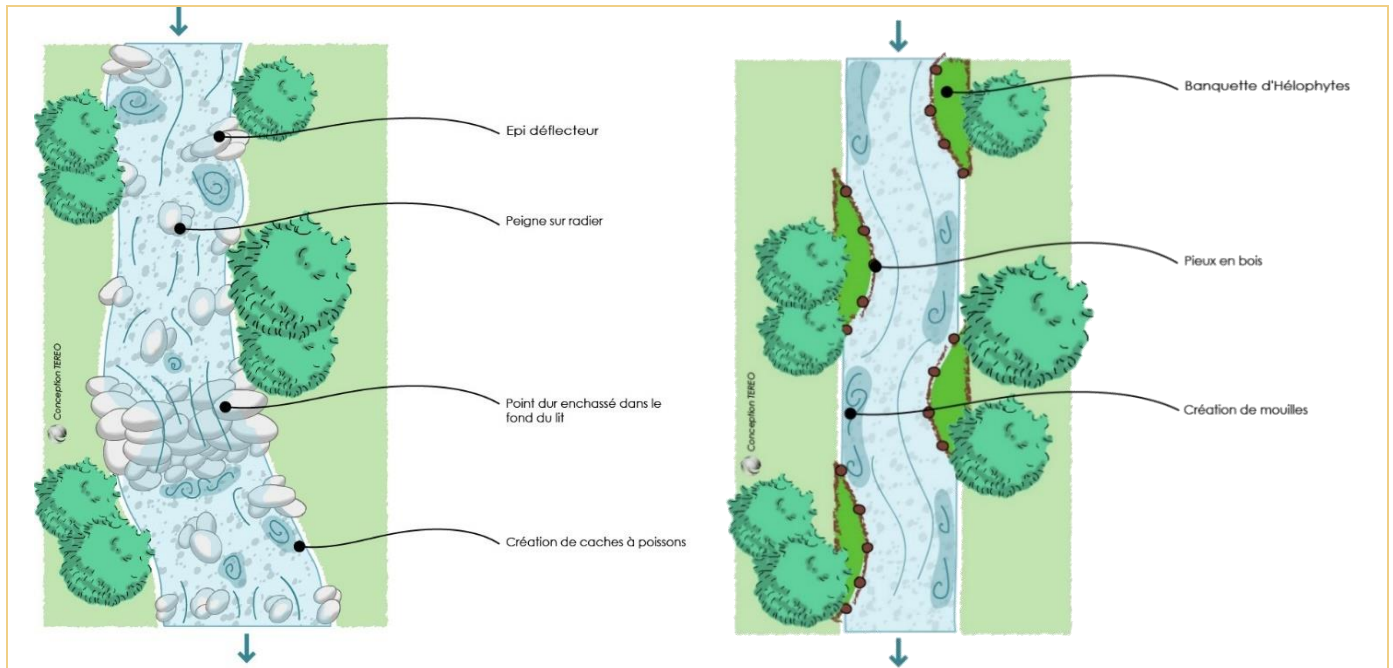 Epi déflecteur
Peigne sur radier
Point dur enchassé dans le
fond du lit
Création de caches à poissons
Conception TEREO
Banquette d'Hélophytes
Pieux en bois
Création de mouilles
Conception TEREO